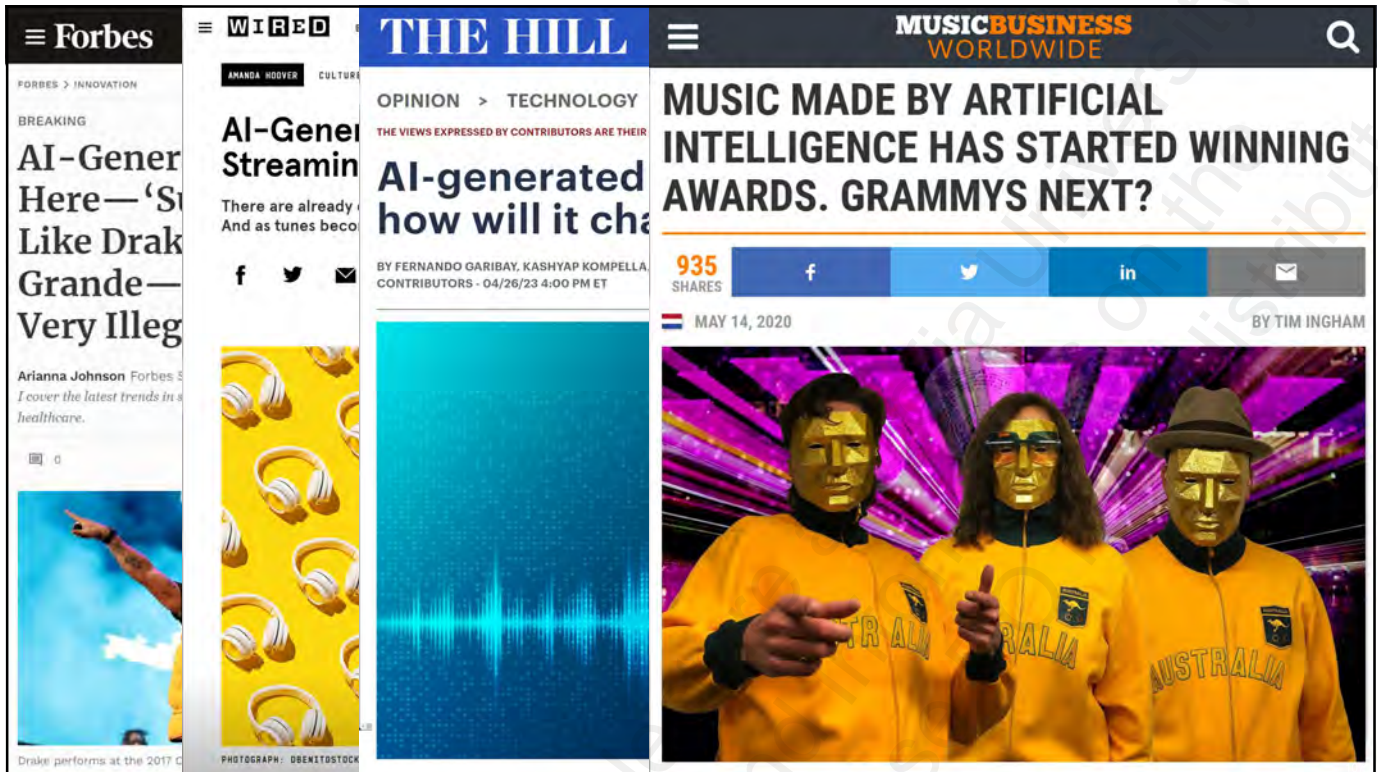 Forbes
FORBES > INNOVATION
BREAKING
AI-Gener
Here—‘Su
Like Drak
Grande—
Very Illeg
Arianna Johnson Forbes S
I cover the latest trends in s
healthcare.
0
Drake performs at the 2017 C
WIRED
AMANDA HOOVER CULTURE
AI-Gener
Streamin
There are already
And as tunes beco
PHOTOGRAPH: DBENITOSTOCK
THE HILL
OPINION > TECHNOLOGY
THE VIEWS EXPRESSED BY CONTRIBUTORS ARE THEIR
AI-generated
how will it cha
BY FERNANDO GARIBAY, KASHYAP KOMPELLA,
CONTRIBUTORS - 04/26/23 4:00 PM ET
MUSICBUSINESS
WORLDWIDE
MUSIC MADE BY ARTIFICIAL
INTELLIGENCE HAS STARTED WINNING
AWARDS. GRAMMYS NEXT?
935
SHARES
f
in
MAY 14, 2020 BY TIM INGHAM
AUSTRALIA